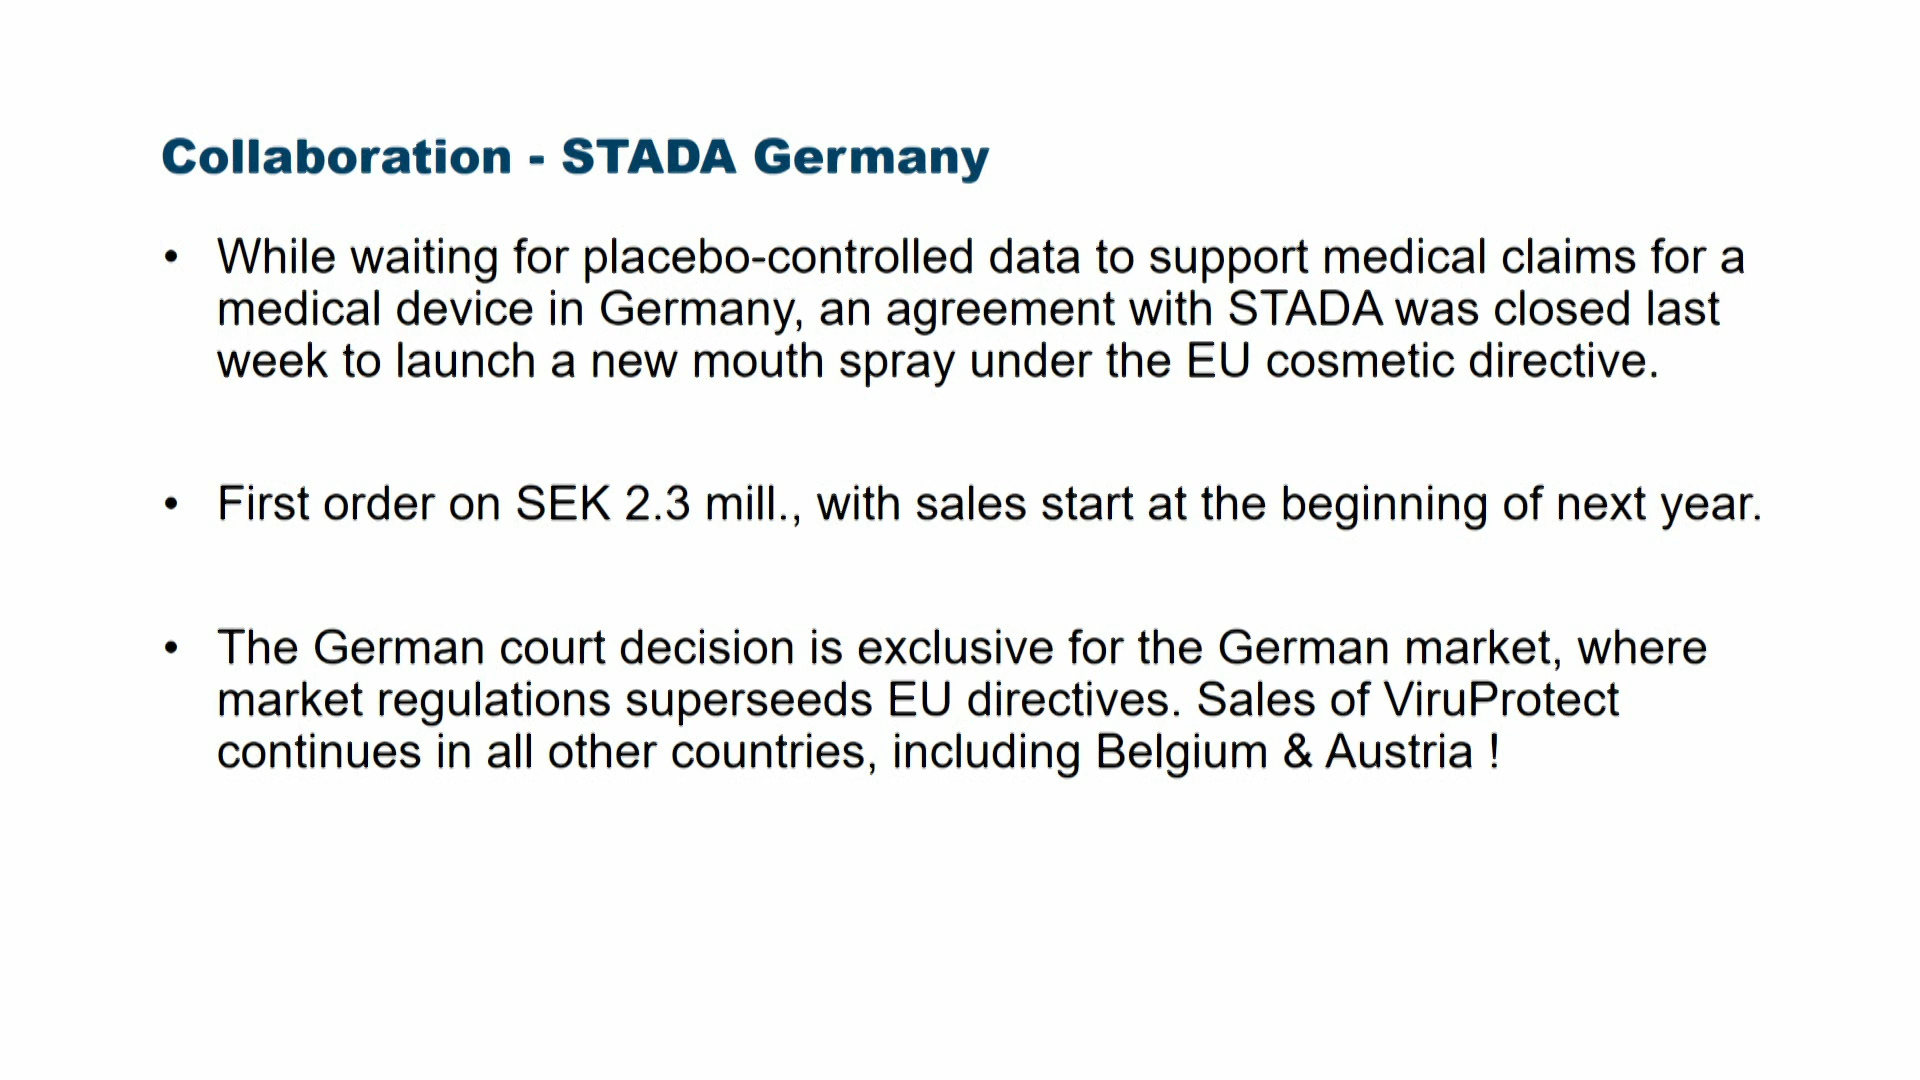 Collaboration - STADA Germany
• While waiting for placebo-controlled data to support medical claims for a
medical device in Germany, an agreement with STADA was closed last
week to launch a new mouth spray under the EU cosmetic directive.
• First order on SEK 2.3 mill., with sales start at the beginning of next year.
• The German court decision is exclusive for the German market, where
market regulations superseeds EU directives. Sales of ViruProtect
continues in all other countries, including Belgium & Austria !